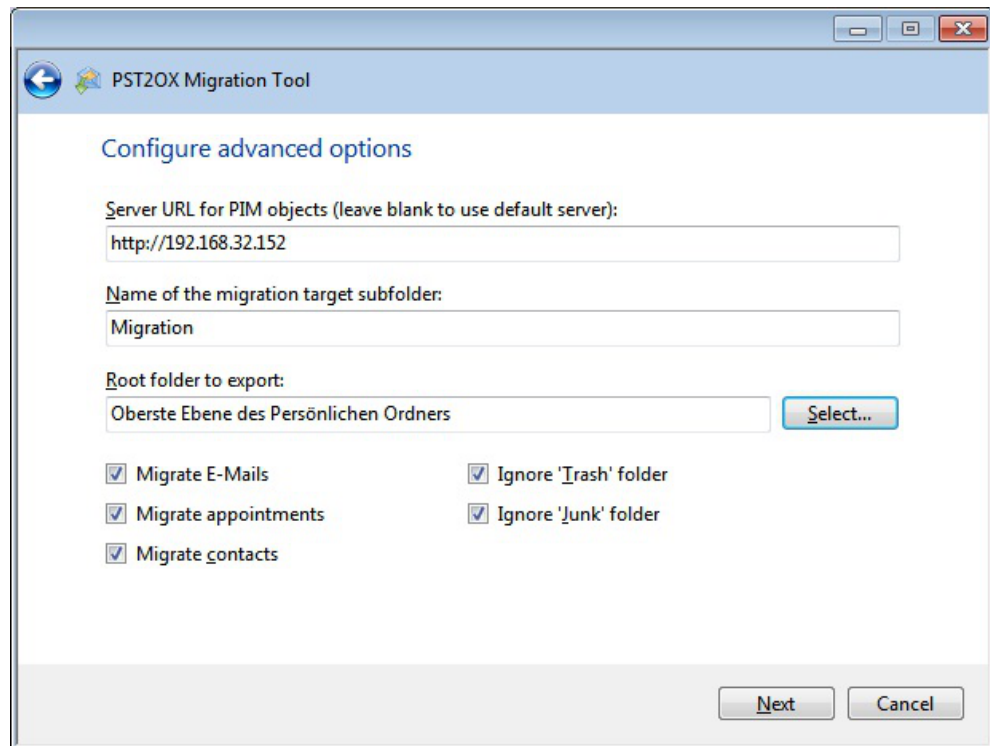 PST2OX Migration Tool
Configure advanced options
Server URL for PIM objects (leave blank to use default server):
http://192.168.32.152
Name of the migration target subfolder:
Migration
Root folder to export:
Oberste Ebene des Persönlichen Ordners
Select...
Migrate E-Mails
Ignore 'Trash' folder
Migrate appointments
Ignore 'Junk' folder
Migrate contacts
Next
Cancel